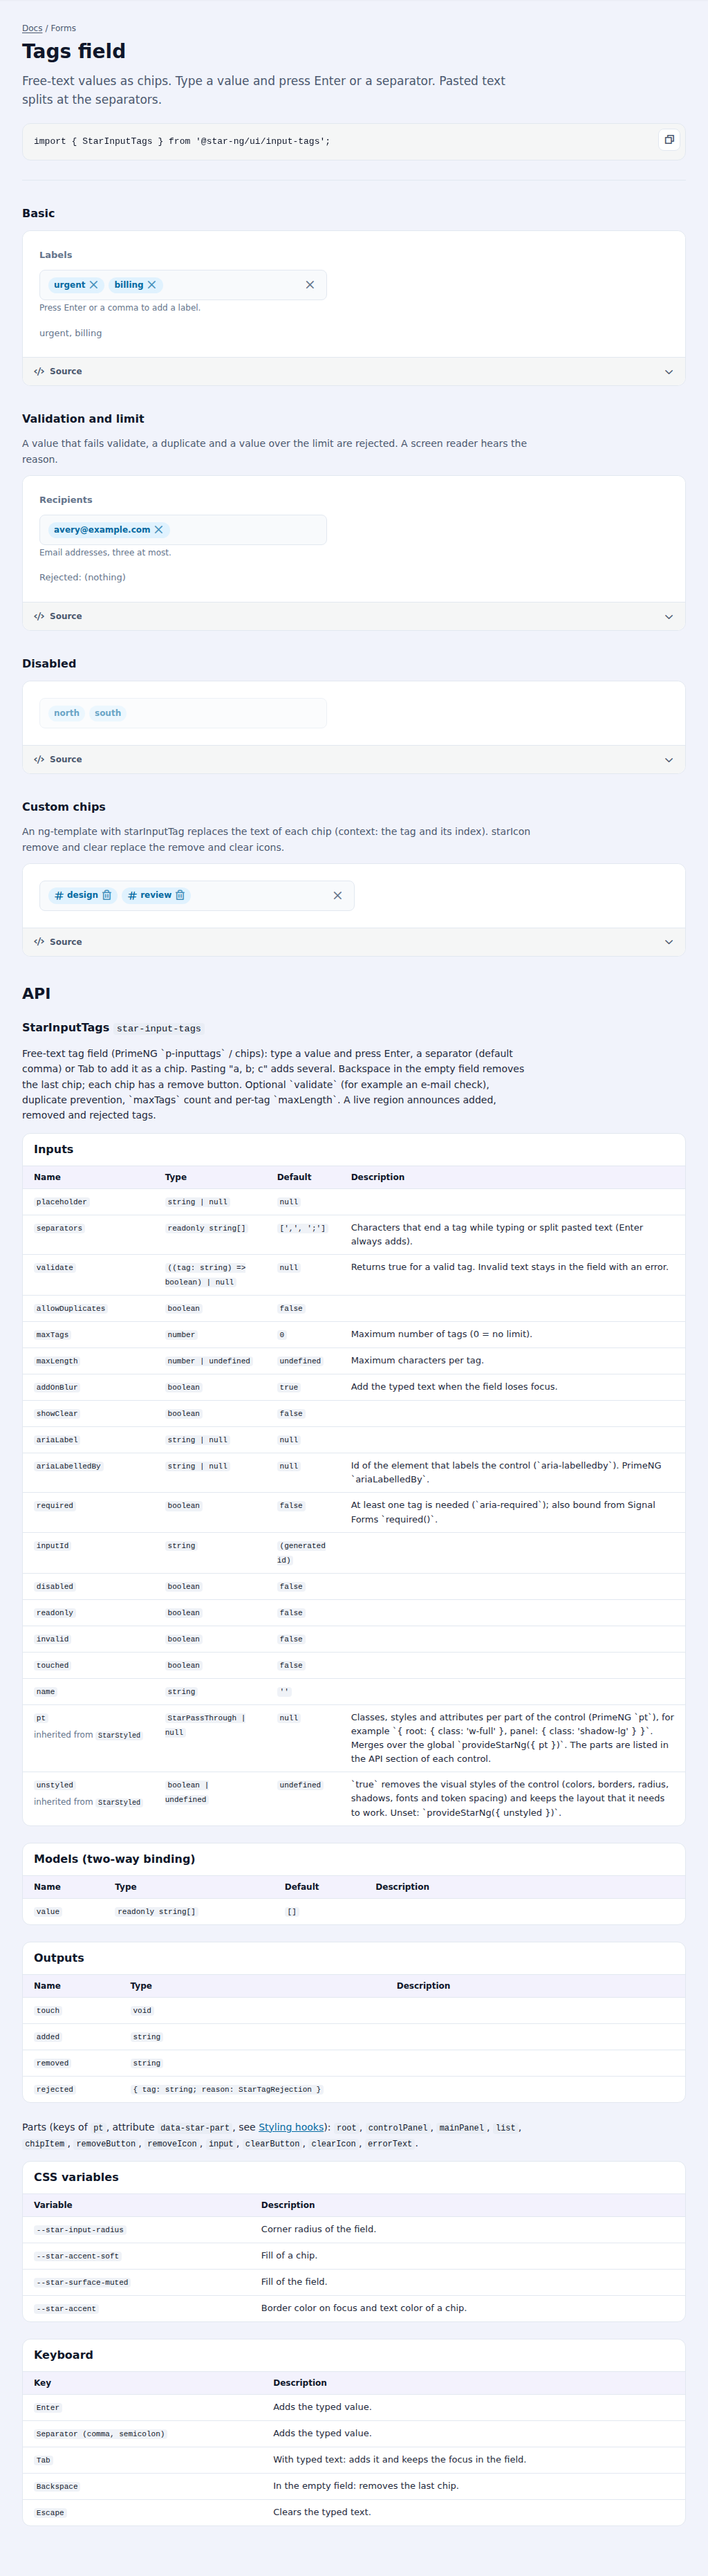 Docs / Forms
Tags field
Free-text values as chips. Type a value and press Enter or a separator. Pasted text
splits at the separators.
import { StarInputTags } from '@star-ng/ui/input-tags';
Basic
Labels
urgent billing
Press Enter or a comma to add a label.
urgent, billing
Source
Validation and limit
A value that fails validate, a duplicate and a value over the limit are rejected. A screen reader hears the
reason.
Recipients
avery@example.com
Email addresses, three at most.
Rejected: (nothing)
Source
Disabled
north south
Source
Custom chips
An ng-template with starInputTag replaces the text of each chip (context: the tag and its index). starIcon
remove and clear replace the remove and clear icons.
# design # review
Source
API
StarInputTags star-input-tags
Free-text tag field (PrimeNG `p-inputtags` / chips): type a value and press Enter, a separator (default
comma) or Tab to add it as a chip. Pasting "a, b; c" adds several. Backspace in the empty field removes
the last chip; each chip has a remove button. Optional `validate` (for example an e-mail check),
duplicate prevention, `maxTags` count and per-tag `maxLength`. A live region announces added,
removed and rejected tags.
Inputs
Name Type Default Description
placeholder string | null null
separators readonly string[] [',', ';'] Characters that end a tag while typing or split pasted text (Enter
always adds).
validate ((tag: string) => null Returns true for a valid tag. Invalid text stays in the field with an error.
boolean) | null
allowDuplicates boolean false
maxTags number 0 Maximum number of tags (0 = no limit).
maxLength number | undefined undefined Maximum characters per tag.
addOnBlur boolean true Add the typed text when the field loses focus.
showClear boolean false
ariaLabel string | null null
ariaLabelledBy string | null null Id of the element that labels the control (`aria-labelledby`). PrimeNG
`ariaLabelledBy`.
required boolean false At least one tag is needed (`aria-required`); also bound from Signal
Forms `required()`.
inputId string (generated
id)
disabled boolean false
readonly boolean false
invalid boolean false
touched boolean false
name string ''
pt StarPassThrough | null Classes, styles and attributes per part of the control (PrimeNG `pt`), for
inherited from StarStyled null example `{ root: { class: 'w-full' }, panel: { class: 'shadow-lg' } }`.
Merges over the global `provideStarNg({ pt })`. The parts are listed in
the API section of each control.
unstyled boolean | undefined `true` removes the visual styles of the control (colors, borders, radius,
inherited from StarStyled undefined shadows, fonts and token spacing) and keeps the layout that it needs
to work. Unset: `provideStarNg({ unstyled })`.
Models (two-way binding)
Name Type Default Description
value readonly string[] []
Outputs
Name Type Description
touch void
added string
removed string
rejected { tag: string; reason: StarTagRejection }
Parts (keys of pt, attribute data-star-part, see Styling hooks): root, controlPanel, mainPanel, list,
chipItem, removeButton, removeIcon, input, clearButton, clearIcon, errorText.
CSS variables
Variable Description
--star-input-radius Corner radius of the field.
--star-accent-soft Fill of a chip.
--star-surface-muted Fill of the field.
--star-accent Border color on focus and text color of a chip.
Keyboard
Key Description
Enter Adds the typed value.
Separator (comma, semicolon) Adds the typed value.
Tab With typed text: adds it and keeps the focus in the field.
Backspace In the empty field: removes the last chip.
Escape Clears the typed text.